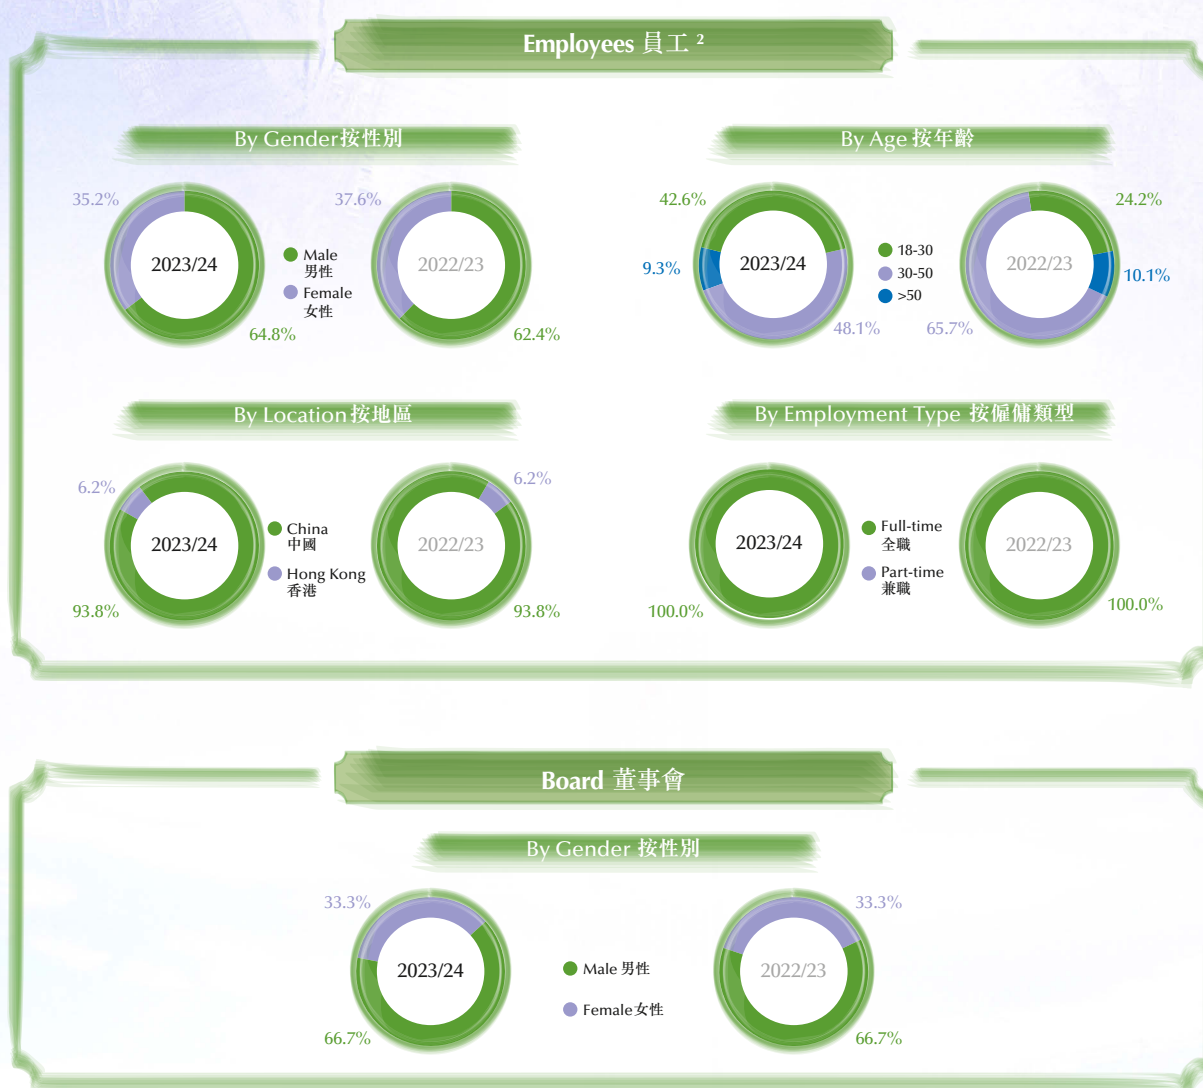 Employees 員工 ²
By Gender按性別
35.2%
2023/24
64.8%
Male
男性
Female
女性
37.6%
2022/23
62.4%
By Age 按年齡
42.6%
9.3%
2023/24
48.1%
18-30
30-50
>50
24.2%
10.1%
2022/23
65.7%
By Location 按地區
6.2%
2023/24
93.8%
China
中國
Hong Kong
香港
6.2%
2022/23
93.8%
By Employment Type 按僱傭類型
2023/24
100.0%
Full-time
全職
Part-time
兼職
2022/23
100.0%
Board 董事會
By Gender 按性別
33.3%
2023/24
66.7%
Male 男性
Female女性
33.3%
2022/23
66.7%